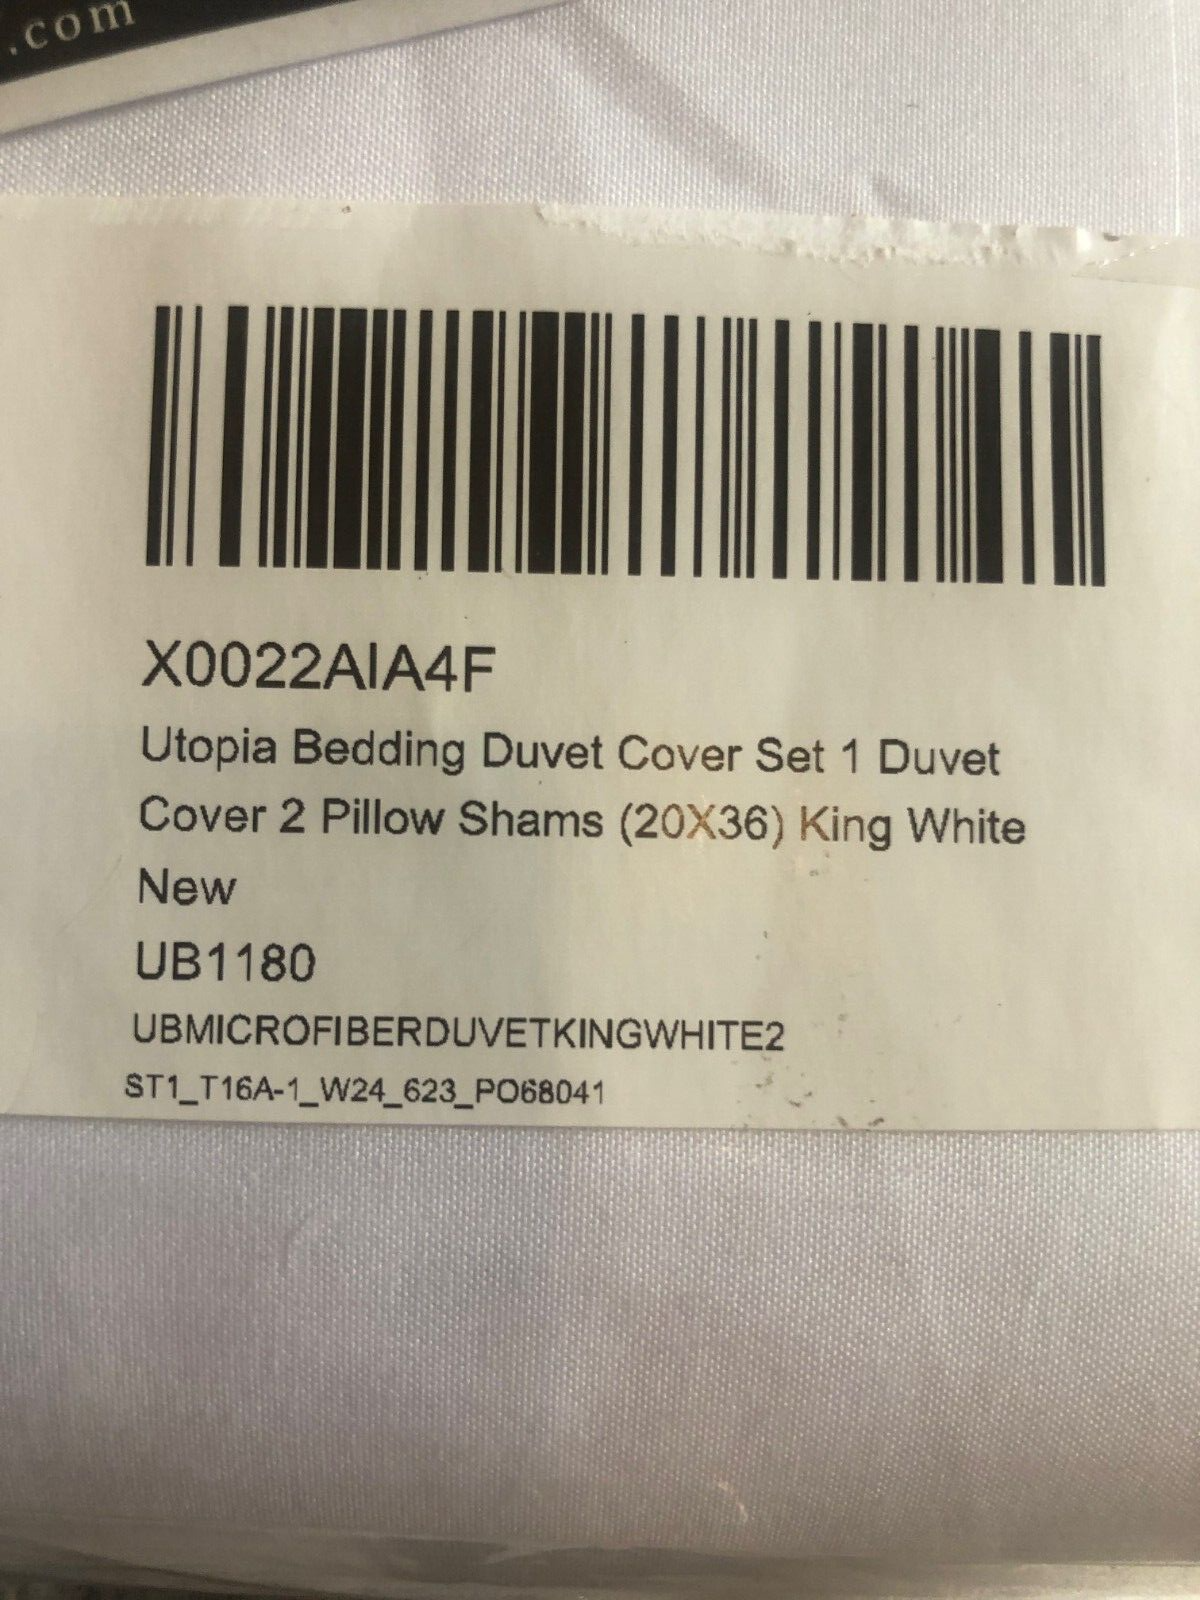 .com
X0022AIA4F
Utopia Bedding Duvet Cover Set 1 Duvet
Cover 2 Pillow Shams (20X36) King White
New
UB1180
UBMICROFIBERDUVETKINGWHITE2
ST1_T16A-1_W24_623_PO68041